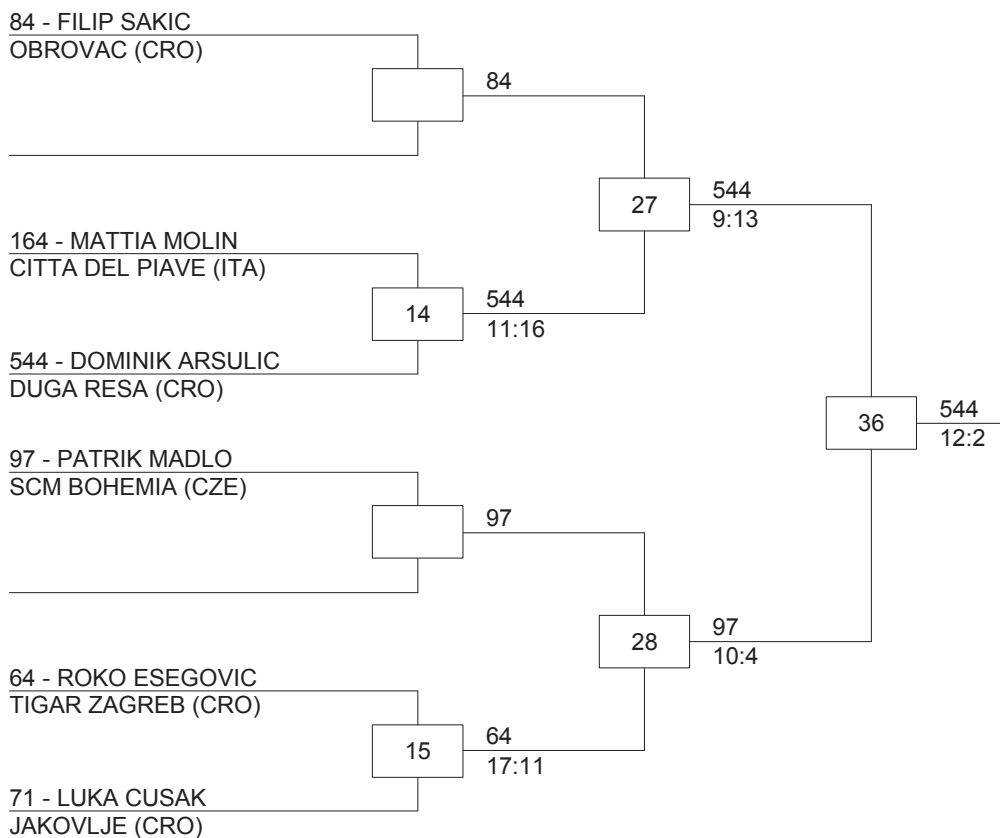 84 - FILIP SAKIC
OBROVAC (CRO)
84
27
544
9:13
164 - MATTIA MOLIN
CITTA DEL PIAVE (ITA)
14
544
11:16
544 - DOMINIK ARSULIC
DUGA RESA (CRO)
36
544
12:2
97 - PATRIK MADLO
SCM BOHEMIA (CZE)
97
28
97
10:4
64 - ROKO ESEGOVIC
TIGAR ZAGREB (CRO)
15
64
17:11
71 - LUKA CUSAK
JAKOVLJE (CRO)